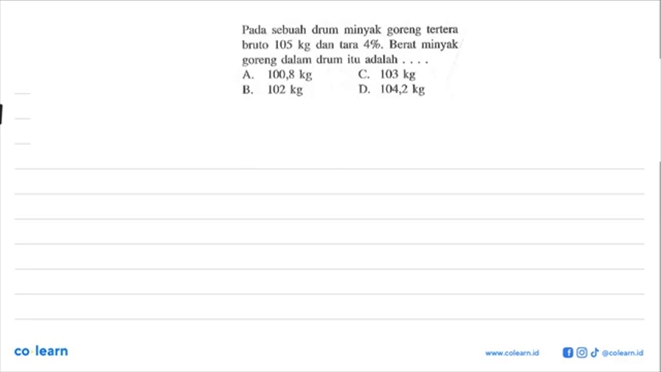 Pada sebuah drum minyak goreng tertera
bruto 105 kg dan tara 4%. Berat minyak
goreng dalam drum itu adalah . . . .
A. 100,8 kg C. 103 kg
B. 102 kg D. 104,2 kg
co learn www.colearn.id @colearn.id